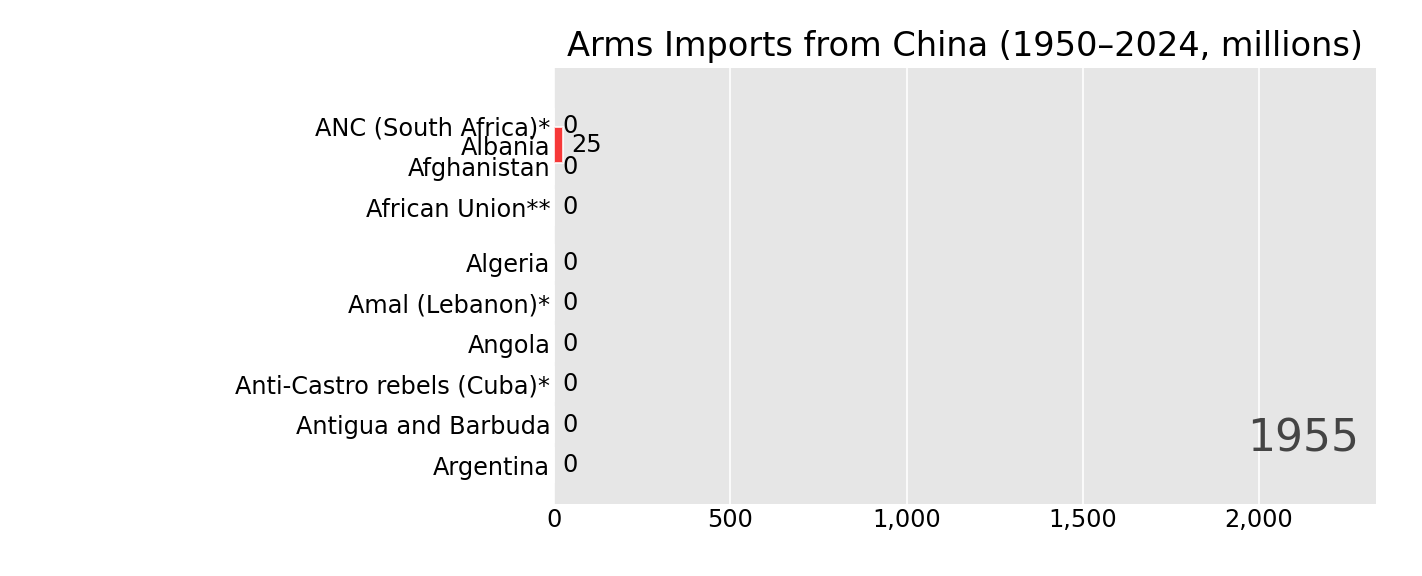 Arms Imports from China (1950–2024, millions)
ANC (South Africa)* 0
Albania 25
Afghanistan 0
African Union** 0
Algeria 0
Amal (Lebanon)* 0
Angola 0
Anti-Castro rebels (Cuba)* 0
Antigua and Barbuda 0
1955
Argentina 0
0 500 1,000 1,500 2,000